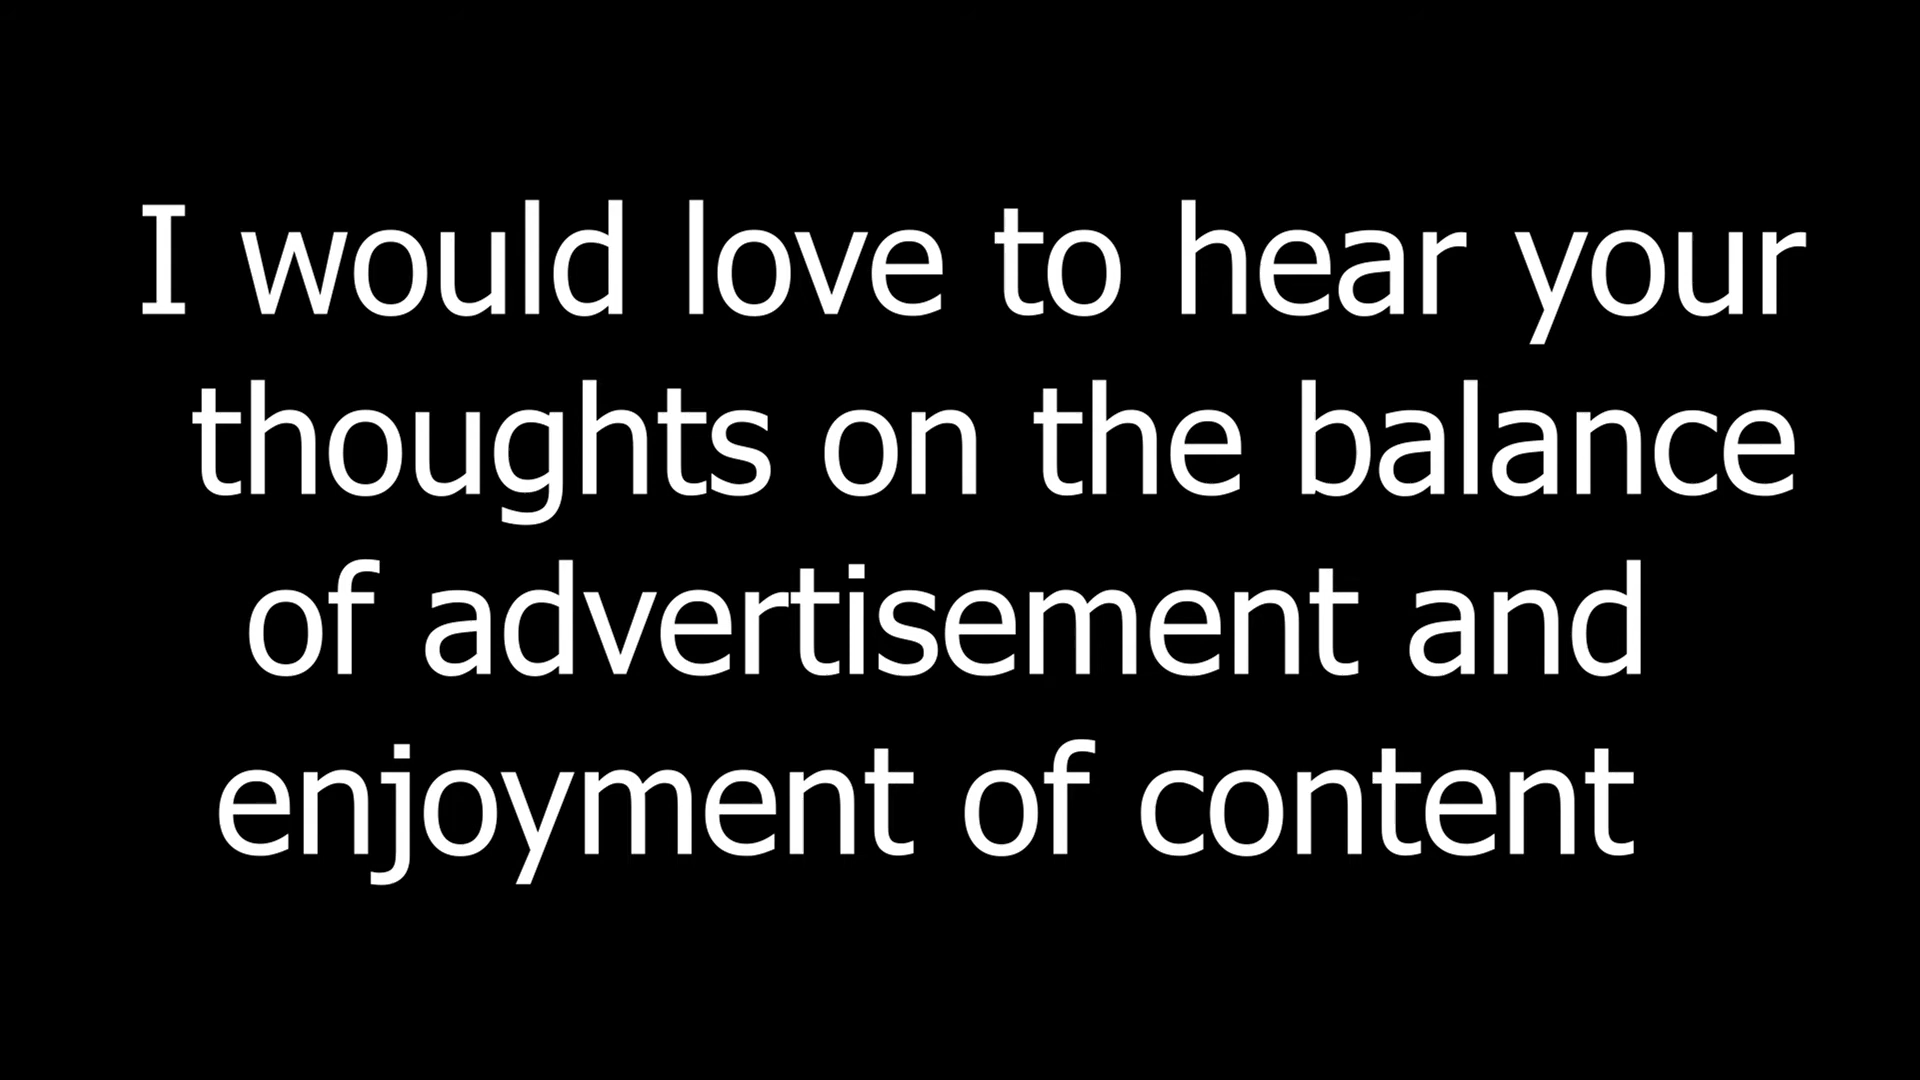 I would love to hear your
thoughts on the balance
of advertisement and
enjoyment of content